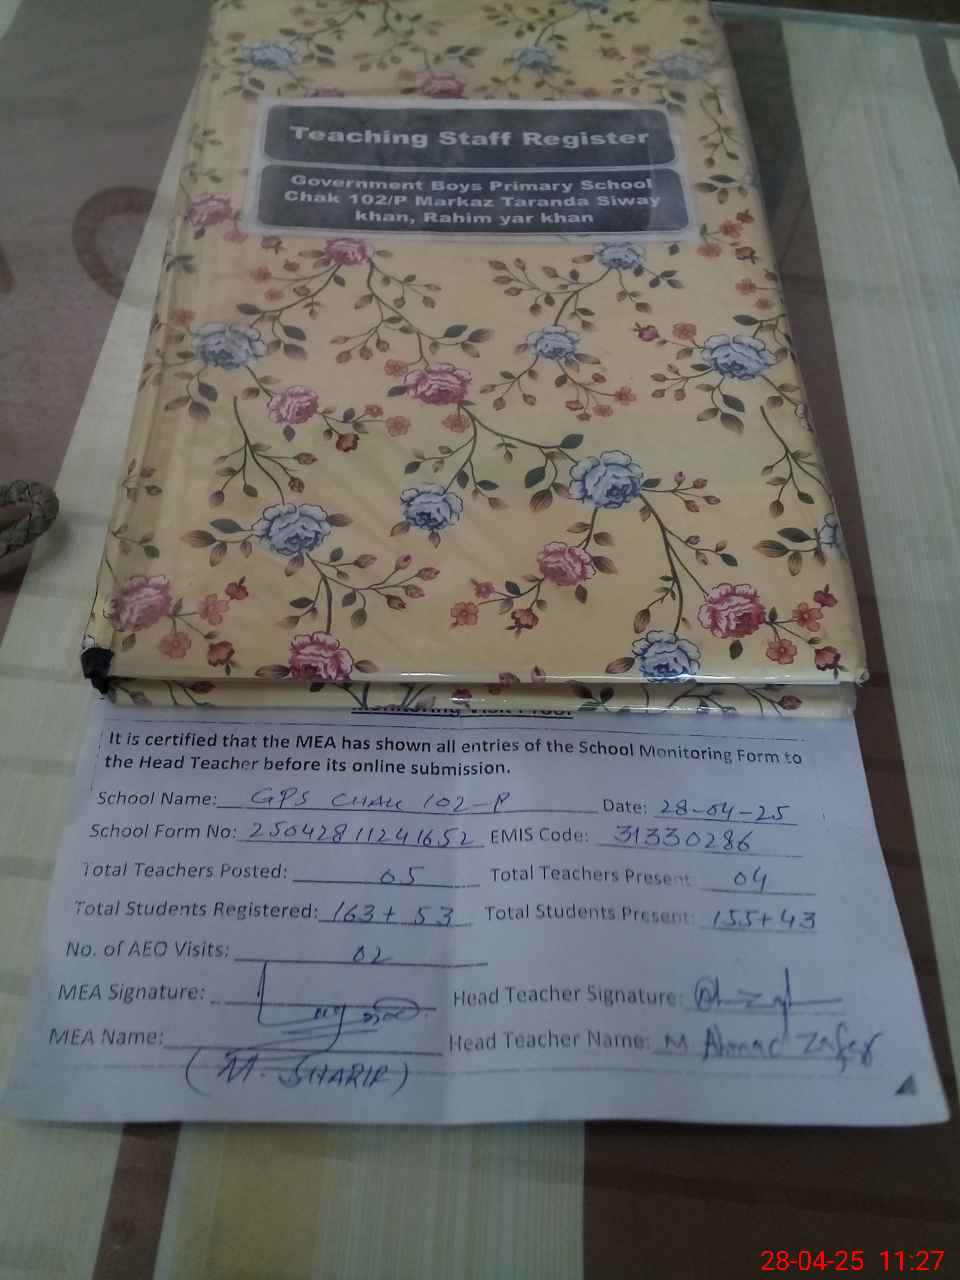 Teaching Staff Register
Government Boys Primary School
Chak 102/P Markaz Taranda Siway
khan, Rahim yar khan
Monitoring Visit Proof
It is certified that the MEA has shown all entries of the School Monitoring Form to
the Head Teacher before its online submission.
School Name: GPS CHAK 102-P Date: 28-04-25
School Form No: 25042811241652 EMIS Code: 31330286
Total Teachers Posted: 05 Total Teachers Present: 04
Total Students Registered: 163+53 Total Students Present: 155+43
No. of AEO Visits: 02
MEA Signature: Head Teacher Signature:
MEA Name: Head Teacher Name: M Ahmad Zafar
(M. SHARIF)
28-04-25 11:27